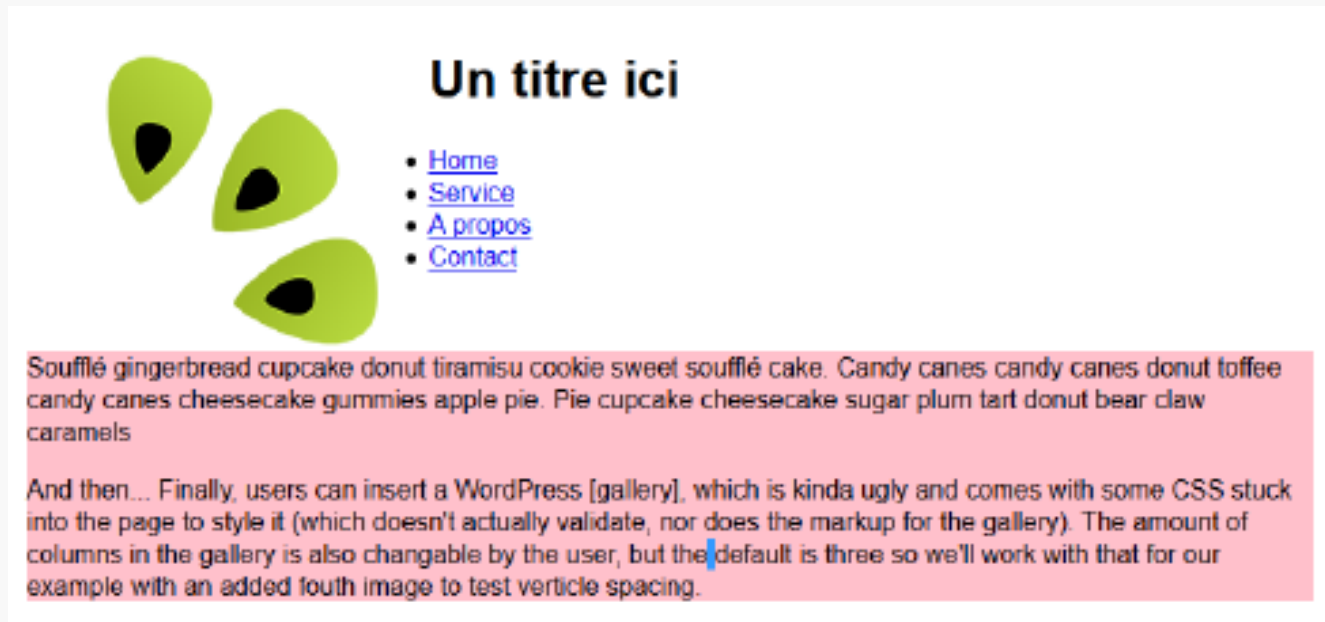 Un titre ici
Home
Service
A propos
Contact
Soufflé gingerbread cupcake donut tiramisu cookie sweet soufflé cake. Candy canes candy canes donut toffee
candy canes cheesecake gummies apple pie. Pie cupcake cheesecake sugar plum tart donut bear claw
caramels
And then... Finally, users can insert a WordPress [gallery], which is kinda ugly and comes with some CSS stuck
into the page to style it (which doesn't actually validate, nor does the markup for the gallery). The amount of
columns in the gallery is also changable by the user, but the default is three so we'll work with that for our
example with an added fouth image to test verticle spacing.